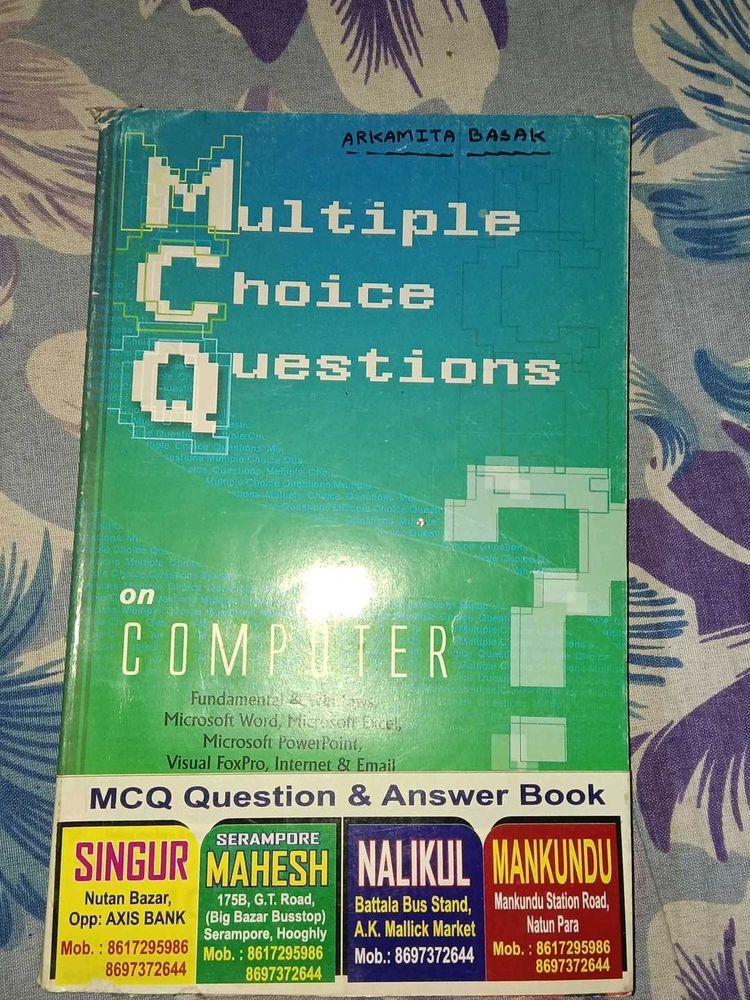 ARKAMITA BASAK
Multiple
Choice
Questions
on
COMPUTER
Fundamental & Windows,
Microsoft Word, Microsoft Excel,
Microsoft PowerPoint,
Visual FoxPro, Internet & Email
MCQ Question & Answer Book
SINGUR
Nutan Bazar,
Opp: AXIS BANK
Mob. : 8617295986
8697372644
SERAMPORE
MAHESH
175B, G.T. Road,
(Big Bazar Busstop)
Serampore, Hooghly
Mob. : 8617295986
8697372644
NALIKUL
Battala Bus Stand,
A.K. Mallick Market
Mob.: 8697372644
MANKUNDU
Mankundu Station Road,
Natun Para
Mob. : 8617295986
8697372644